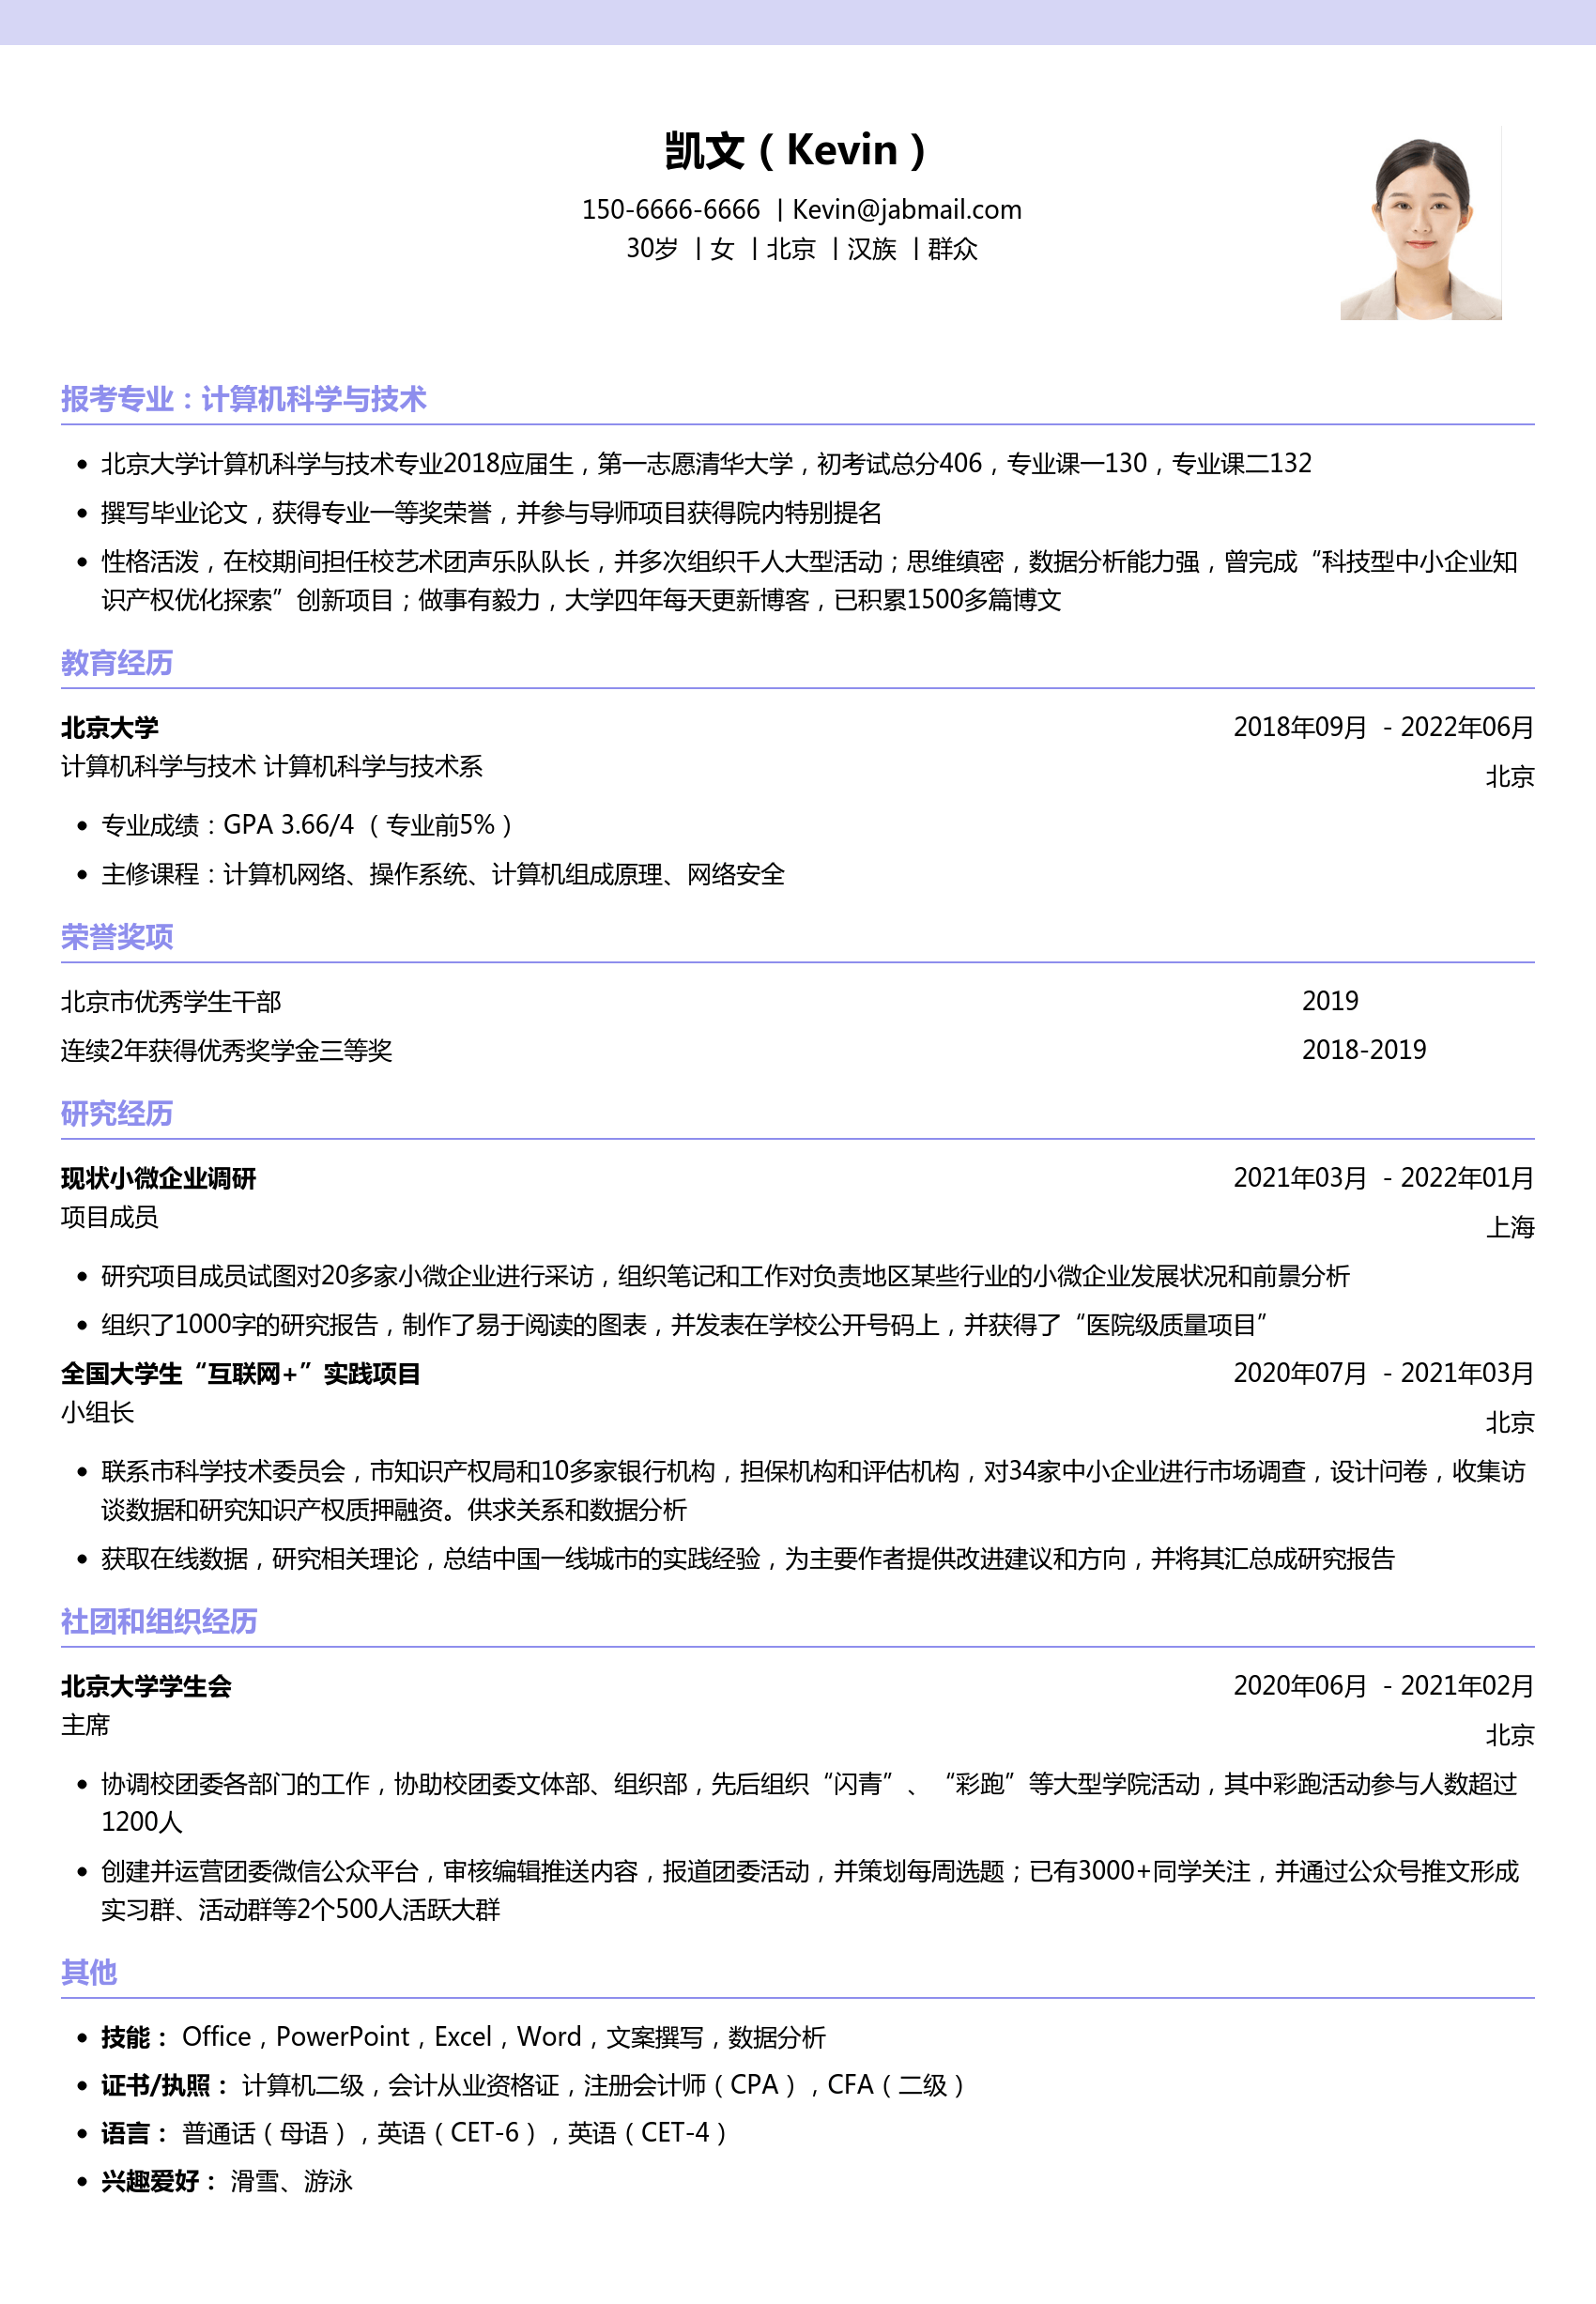 凯文（Kevin）
150-6666-6666 丨Kevin@jabmail.com
30岁 丨女 丨北京 丨汉族 丨群众
报考专业：计算机科学与技术
• 北京大学计算机科学与技术专业2018应届生，第一志愿清华大学，初考试总分406，专业课一130，专业课二132
• 撰写毕业论文，获得专业一等奖荣誉，并参与导师项目获得院内特别提名
• 性格活泼，在校期间担任校艺术团声乐队队长，并多次组织千人大型活动；思维缜密，数据分析能力强，曾完成“科技型中小企业知
识产权优化探索”创新项目；做事有毅力，大学四年每天更新博客，已积累1500多篇博文
教育经历
北京大学 2018年09月 - 2022年06月
计算机科学与技术 计算机科学与技术系
北京
• 专业成绩：GPA 3.66/4 （专业前5%）
• 主修课程：计算机网络、操作系统、计算机组成原理、网络安全
荣誉奖项
北京市优秀学生干部 2019
连续2年获得优秀奖学金三等奖 2018-2019
研究经历
现状小微企业调研 2021年03月 - 2022年01月
项目成员
上海
• 研究项目成员试图对20多家小微企业进行采访，组织笔记和工作对负责地区某些行业的小微企业发展状况和前景分析
• 组织了1000字的研究报告，制作了易于阅读的图表，并发表在学校公开号码上，并获得了“医院级质量项目”
全国大学生“互联网+”实践项目 2020年07月 - 2021年03月
小组长
北京
• 联系市科学技术委员会，市知识产权局和10多家银行机构，担保机构和评估机构，对34家中小企业进行市场调查，设计问卷，收集访
谈数据和研究知识产权质押融资。供求关系和数据分析
• 获取在线数据，研究相关理论，总结中国一线城市的实践经验，为主要作者提供改进建议和方向，并将其汇总成研究报告
社团和组织经历
北京大学学生会 2020年06月 - 2021年02月
主席
北京
• 协调校团委各部门的工作，协助校团委文体部、组织部，先后组织“闪青”、“彩跑”等大型学院活动，其中彩跑活动参与人数超过
1200人
• 创建并运营团委微信公众平台，审核编辑推送内容，报道团委活动，并策划每周选题；已有3000+同学关注，并通过公众号推文形成
实习群、活动群等2个500人活跃大群
其他
• 技能： Office，PowerPoint，Excel，Word，文案撰写，数据分析
• 证书/执照： 计算机二级，会计从业资格证，注册会计师（CPA），CFA（二级）
• 语言： 普通话（母语），英语（CET-6），英语（CET-4）
• 兴趣爱好： 滑雪、游泳